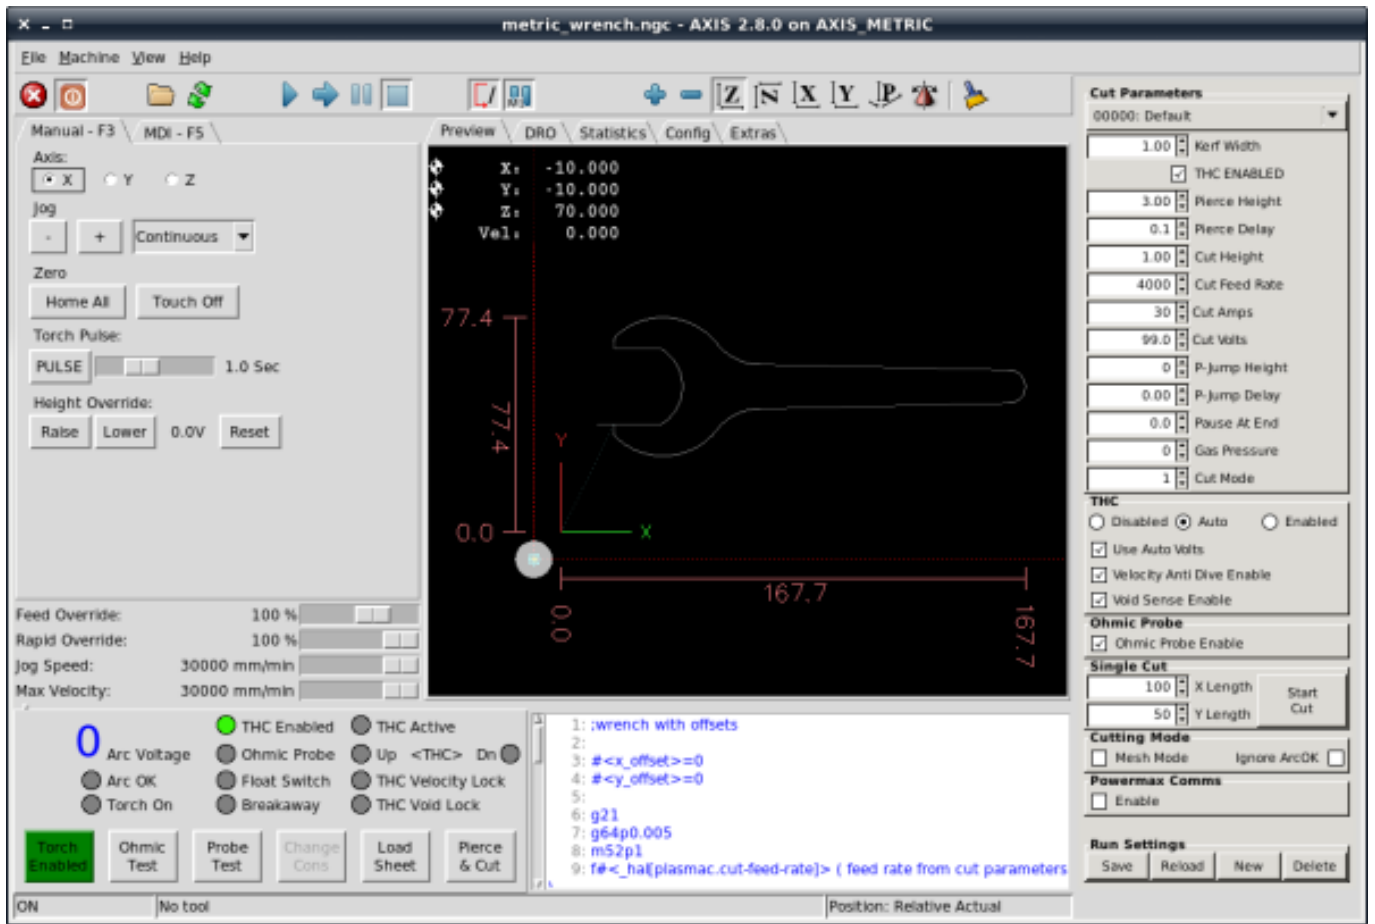 metric_wrench.ngc - AXIS 2.8.0 on AXIS_METRIC
File Machine View Help
Z N X Y P
Manual - F3 MDI - F5
Preview DRO Statistics Config Extras
Axis:
X Y Z
Jog
- + Continuous
Zero
Home All Touch Off
Torch Pulse:
PULSE 1.0 Sec
Height Override:
Raise Lower 0.0V Reset
Feed Override: 100 %
Rapid Override: 100 %
Jog Speed: 30000 mm/min
Max Velocity: 30000 mm/min
X: -10.000
Y: -10.000
Z: 70.000
Vel: 0.000
77.4
77.4
0.0
Y
X
167.7
0.0
167.7
Cut Parameters
00000: Default
1.00 Kerf Width
THC ENABLED
3.00 Pierce Height
0.1 Pierce Delay
1.00 Cut Height
4000 Cut Feed Rate
30 Cut Amps
99.0 Cut Volts
0 P-Jump Height
0.00 P-Jump Delay
0.0 Pause At End
0 Gas Pressure
1 Cut Mode
THC
Disabled Auto Enabled
Use Auto Volts
Velocity Anti Dive Enable
Void Sense Enable
Ohmic Probe
Ohmic Probe Enable
Single Cut
100 X Length
50 Y Length
Start
Cut
Cutting Mode
Mesh Mode Ignore ArcOK
Powermax Comms
Enable
Run Settings
Save Reload New Delete
0 Arc Voltage
Arc OK
Torch On
THC Enabled
Ohmic Probe
Float Switch
Breakaway
THC Active
Up <THC> Dn
THC Velocity Lock
THC Void Lock
Torch
Enabled
Ohmic
Test
Probe
Test
Change
Cons
Load
Sheet
Pierce
& Cut
1: ;wrench with offsets
2:
3: #<x_offset>=0
4: #<y_offset>=0
5:
6: g21
7: g64p0.005
8: m52p1
9: f#<_hal[plasmac.cut-feed-rate]> ( feed rate from cut parameters
ON No tool Position: Relative Actual